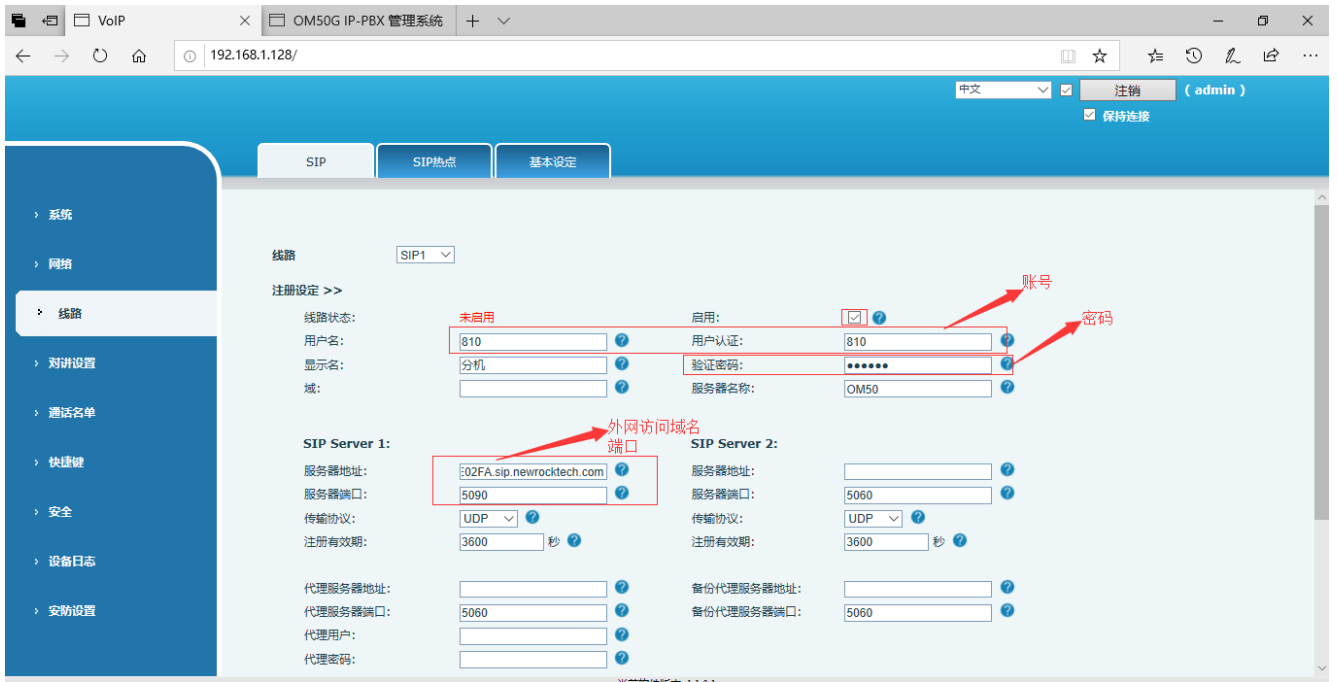 VoIP
OM50G IP-PBX 管理系统
192.168.1.128/
中文
注销
( admin )
保持连接
SIP
SIP热点
基本设定
系统
网络
线路
对讲设置
通话名单
快捷键
安全
设备日志
安防设置
线路
SIP1
注册设定 >>
账号
线路状态:
未启用
启用:
密码
用户名:
810
用户认证:
810
显示名:
分机
验证密码:
••••••
域:
服务器名称:
OM50
外网访问域名
端口
SIP Server 1:
SIP Server 2:
服务器地址:
02FA.sip.newrocktech.com
服务器地址:
服务器端口:
5090
服务器端口:
5060
传输协议:
UDP
传输协议:
UDP
注册有效期:
3600
秒
注册有效期:
3600
秒
代理服务器地址:
备份代理服务器地址:
代理服务器端口:
5060
备份代理服务器端口:
5060
代理用户:
代理密码: